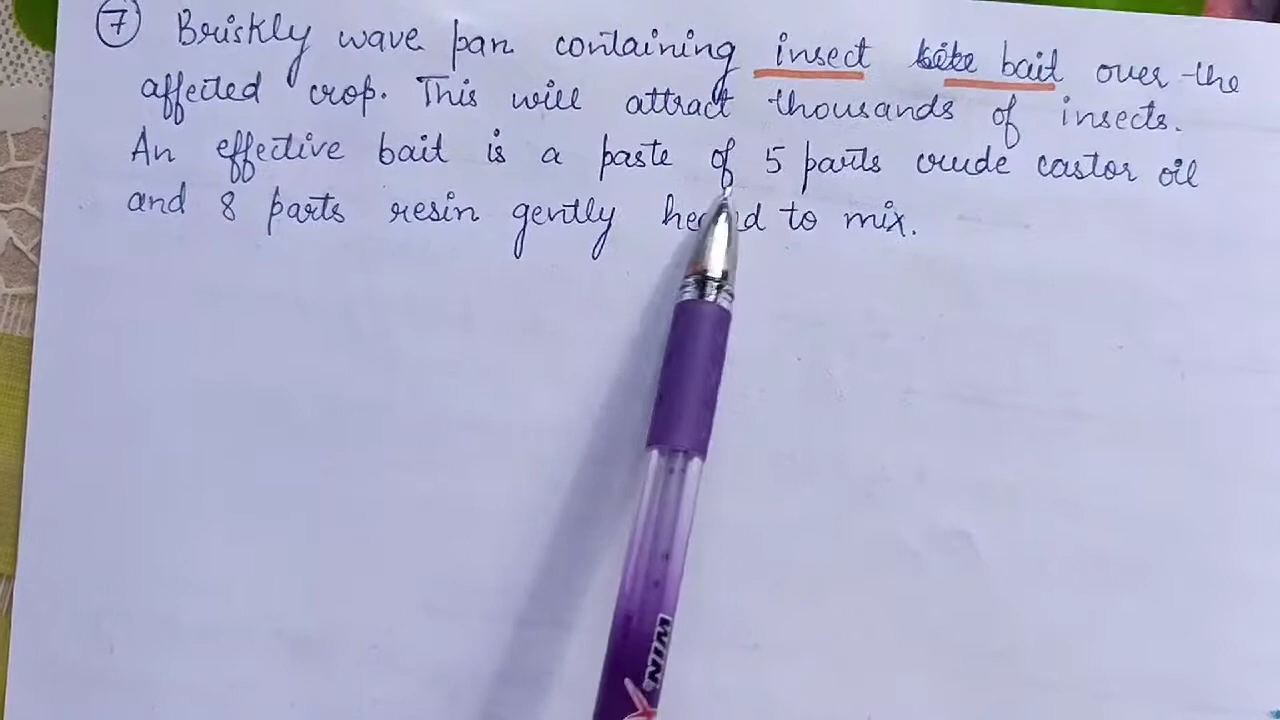 7 Briskly wave pan containing insect bait over the
affected crop. This will attract thousands of insects.
An effective bait is a paste of 5 parts crude castor oil
and 8 parts resin gently to mix.
WIN